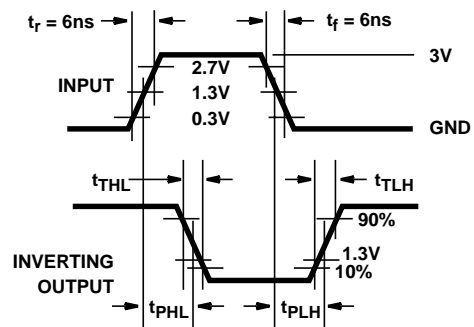 tr = 6ns
tf = 6ns
3V
2.7V
INPUT
1.3V
0.3V
GND
tTHL
tTLH
90%
1.3V
INVERTING
OUTPUT
10%
tPHL
tPLH